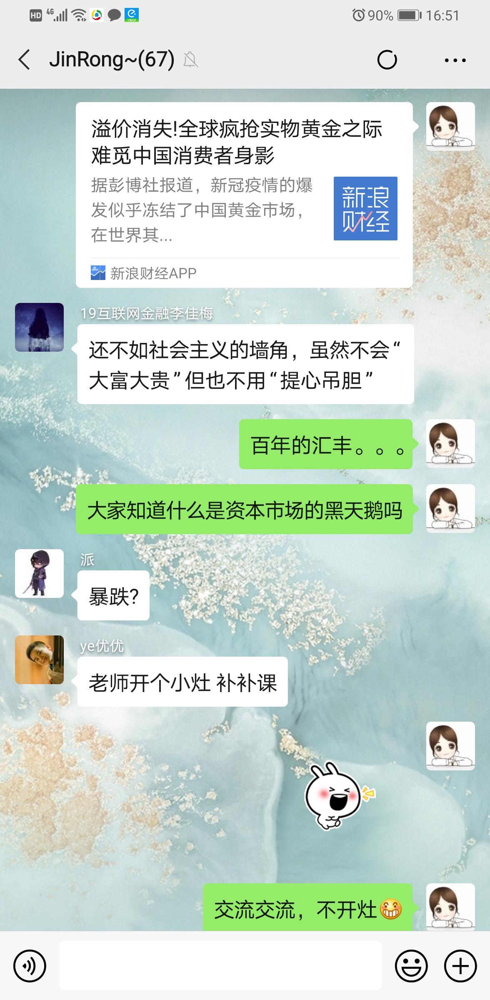 HD 4G 90% 16:51
JinRong~(67)
溢价消失!全球疯抢实物黄金之际
难觅中国消费者身影
据彭博社报道，新冠疫情的爆
发似乎冻结了中国黄金市场，
在世界其...
新浪
财经
新浪财经APP
19互联网金融李佳梅
还不如社会主义的墙角，虽然不会“
大富大贵”但也不用“提心吊胆”
百年的汇丰。。。
大家知道什么是资本市场的黑天鹅吗
派
暴跌?
ye优优
老师开个小灶 补补课
交流交流，不开灶😁